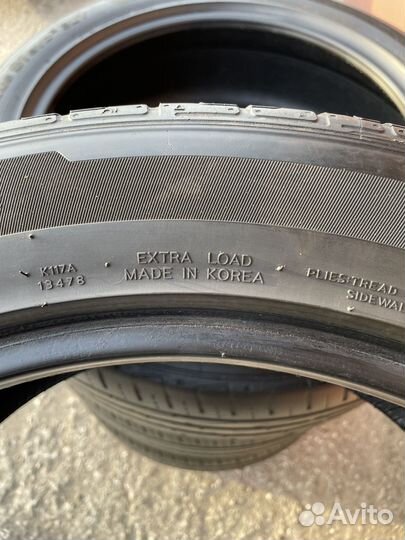 K117A
13478
EXTRA LOAD
MADE IN KOREA
PLIES:TREAD
SIDEWAL
Avito